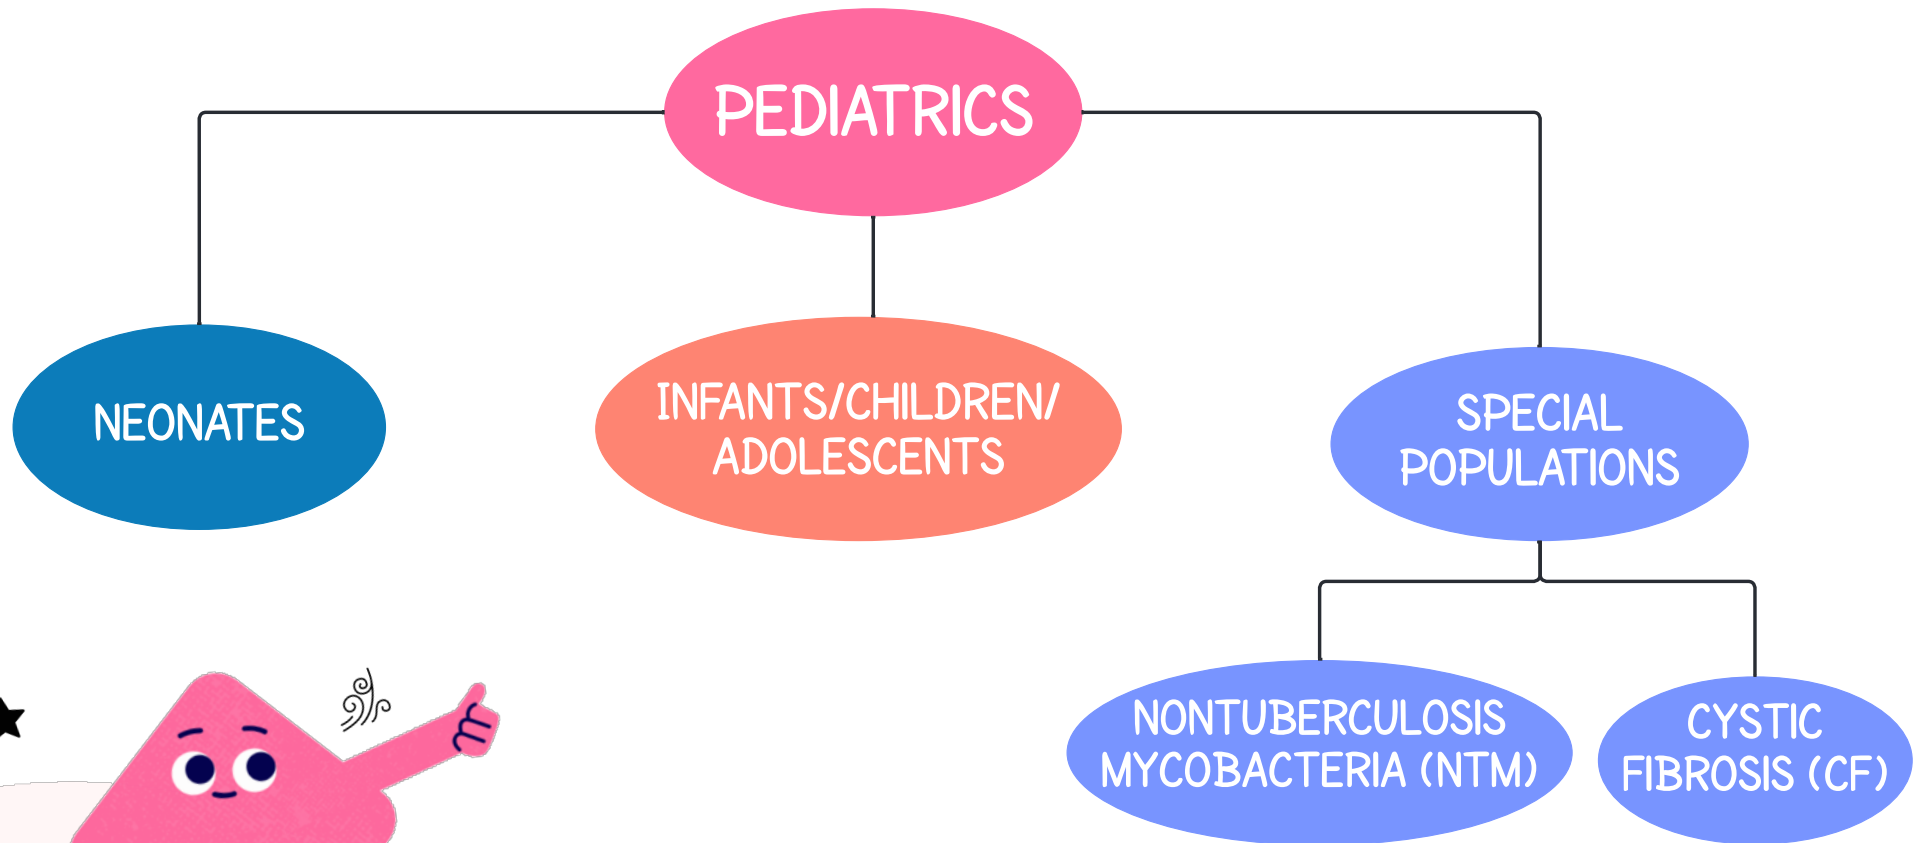 PEDIATRICS
NEONATES
INFANTS/CHILDREN/
ADOLESCENTS
SPECIAL
POPULATIONS
NONTUBERCULOSIS
MYCOBACTERIA (NTM)
CYSTIC
FIBROSIS (CF)